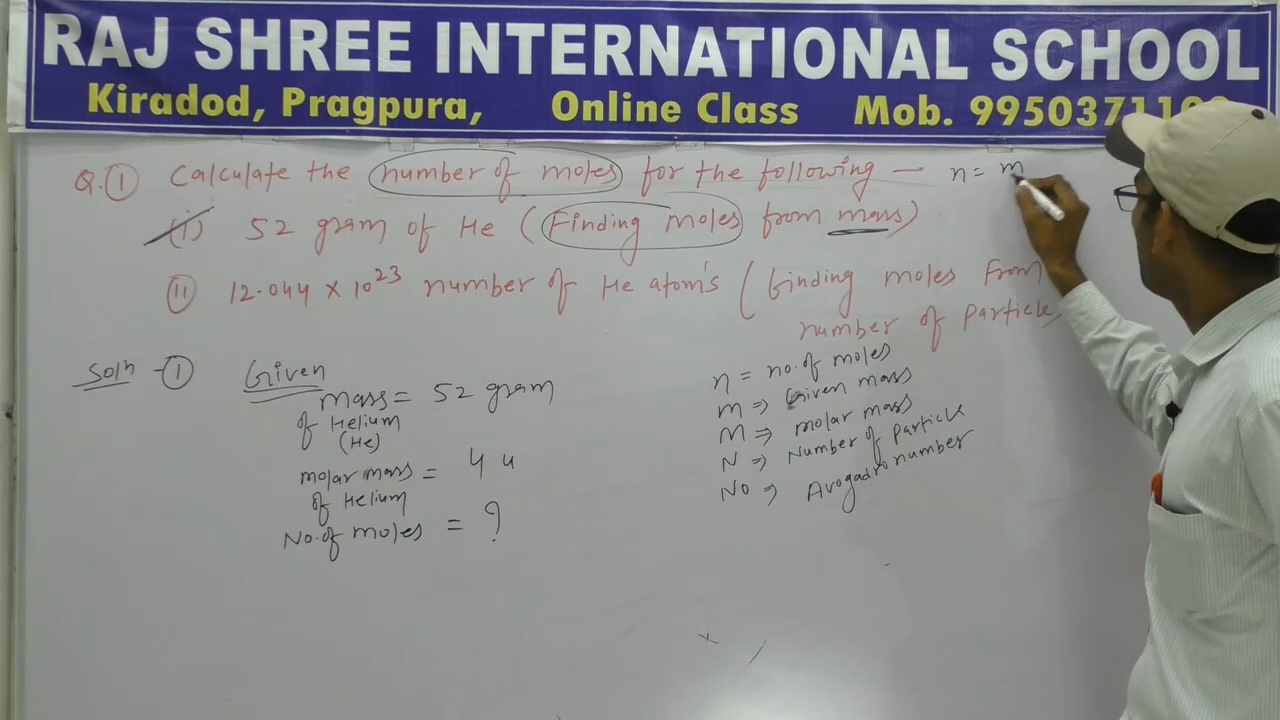 RAJ SHREE INTERNATIONAL SCHOOL
Kiradod, Pragpura, Online Class Mob.
Q.① Calculate the number of moles for the following — n = m
(i) 52 gram of He (Finding moles from mass)
(ii) 12.044 × 10²³ number of He atom's (finding moles from
number of particle
Soln - ① Given
mass = 52 gram
of Helium
(He)
molar mass = 4 u
of Helium
No. of moles = ?
n = no. of moles
m ⇒ Given mass
M ⇒ molar mass
N ⇒ Number of particle
No ⇒ Avogadro number